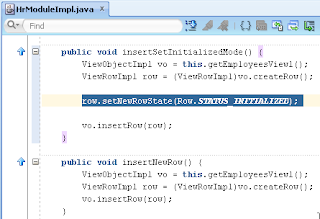 HrModuleImpl.java
Find
public void insertSetInitializedMode() {
ViewObjectImpl vo = this.getEmployeesView1();
ViewRowImpl row = (ViewRowImpl)vo.createRow();
row.setNewRowState(Row.STATUS_INITIALIZED);
vo.insertRow(row);
}
public void insertNewRow() {
ViewObjectImpl vo = this.getEmployeesView1();
ViewRowImpl row = (ViewRowImpl)vo.createRow();
vo.insertRow(row);
}